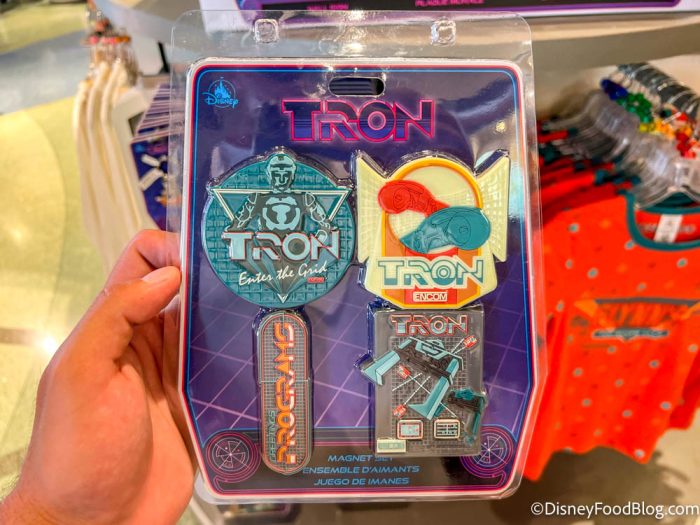 Disney
TRON
TRON
Enter the Grid
TRON
ENCOM
GREETINGS
PROGRAMS
TRON
MAGNET SET
ENSEMBLE D'AIMANTS
JUEGO DE IMANES
©DisneyFoodBlog.com